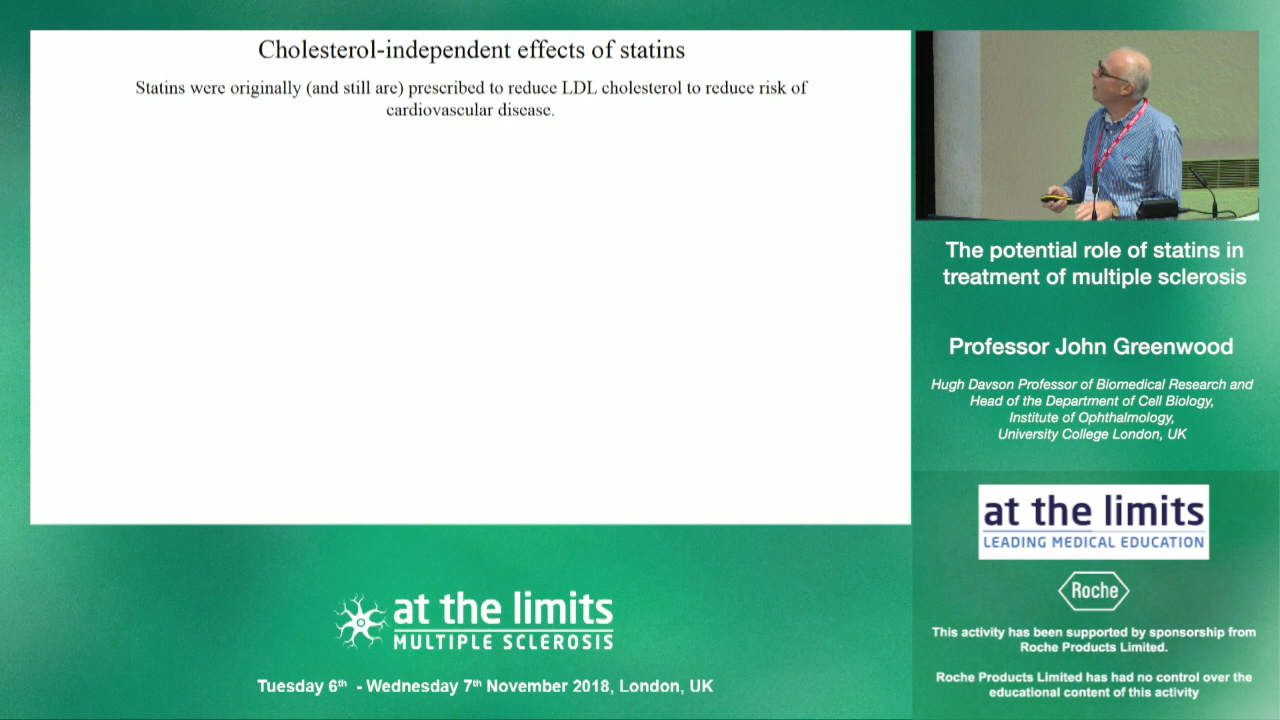 Cholesterol-independent effects of statins
Statins were originally (and still are) prescribed to reduce LDL cholesterol to reduce risk of
cardiovascular disease.
The potential role of statins in
treatment of multiple sclerosis
Professor John Greenwood
Hugh Davson Professor of Biomedical Research and
Head of the Department of Cell Biology,
Institute of Ophthalmology,
University College London, UK
at the limits
LEADING MEDICAL EDUCATION
Roche
This activity has been supported by sponsorship from
Roche Products Limited.
Roche Products Limited has had no control over the
educational content of this activity
at the limits
MULTIPLE SCLEROSIS
Tuesday 6th - Wednesday 7th November 2018, London, UK